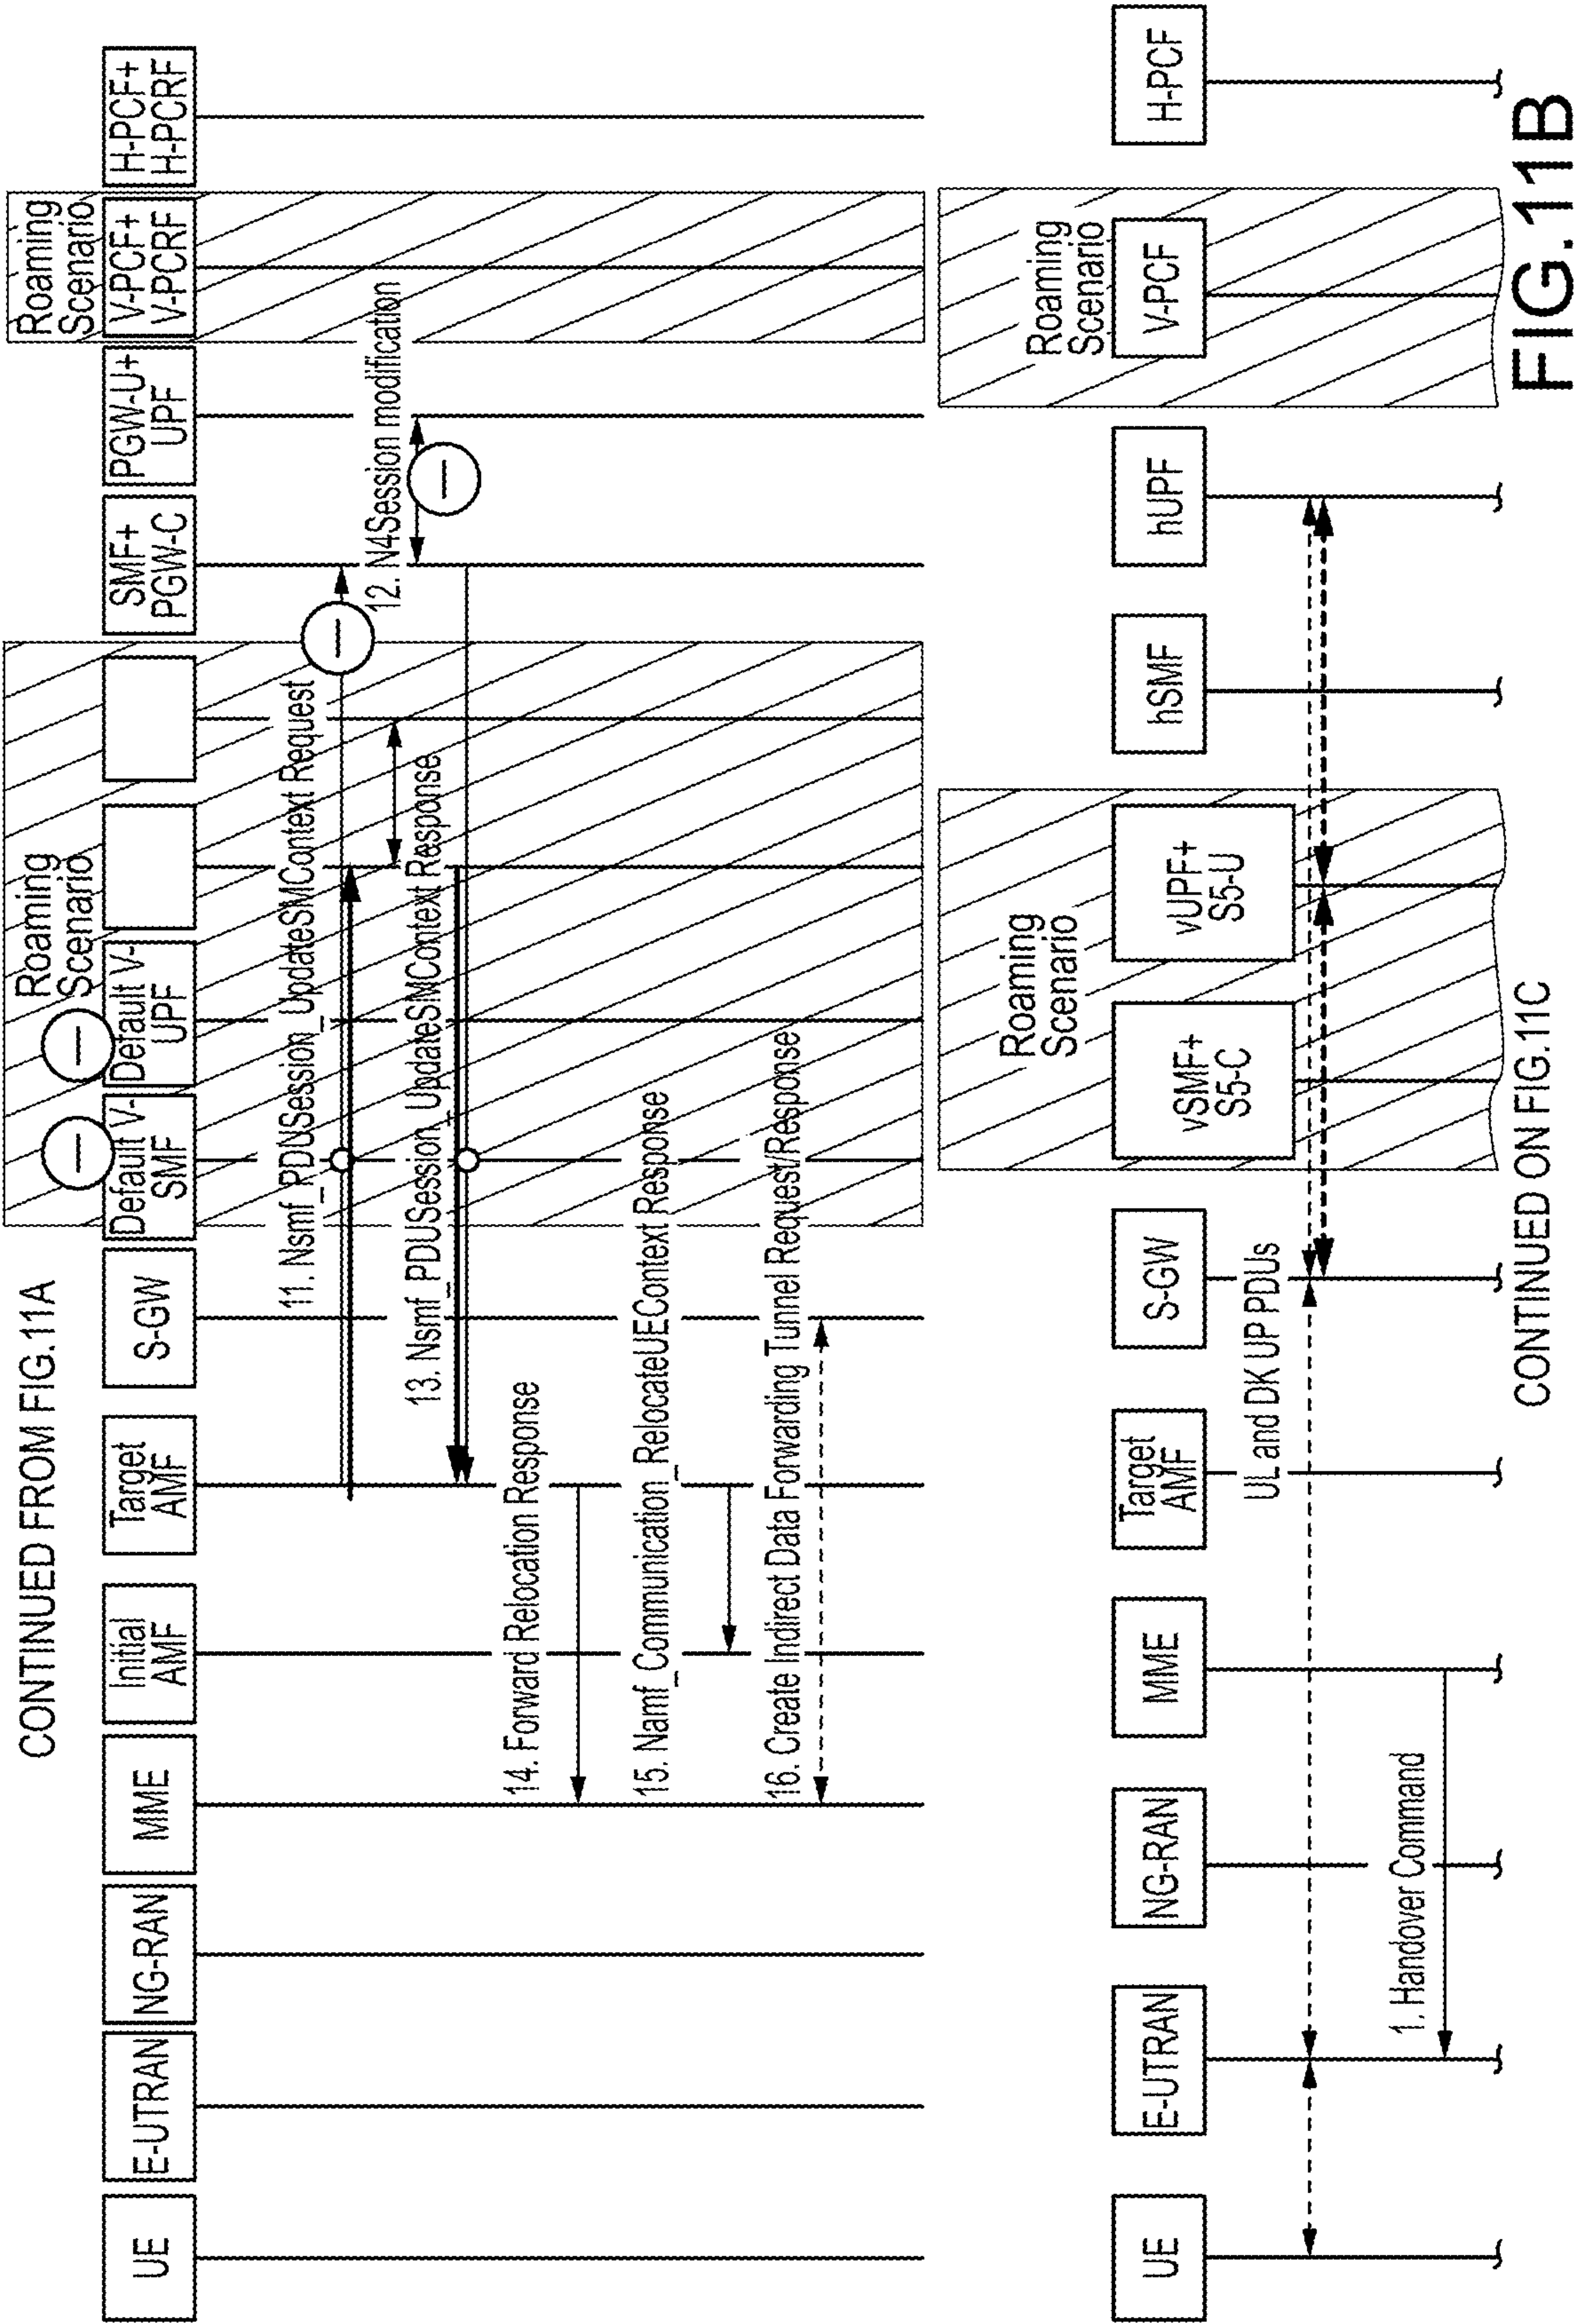 CONTINUED FROM FIG.11A
Roaming
Scenario
Roaming
Scenario
UE
E-UTRAN
NG-RAN
MME
Initial
AMF
Target
AMF
S-GW
Default V-
SMF
Default V-
UPF
SMF+
PGW-C
PGW-U+
UPF
V-PCF+
V-PCRF
H-PCF+
H-PCRF
11. Nsmf_PDUSession_UpdateSMContext Request
12. N4Session modification
13. Nsmf_PDUSession_UpdateSMContext Response
14. Forward Relocation Response
15. Namf_Communication_RelocateUEContext Response
16. Create Indirect Data Forwarding Tunnel Request/Response
Roaming
Scenario
Roaming
Scenario
UE
E-UTRAN
NG-RAN
MME
Target
AMF
S-GW
vSMF+
S5-C
vUPF+
S5-U
hSMF
hUPF
V-PCF
H-PCF
UL and DK UP PDUs
1. Handover Command
CONTINUED ON FIG.11C
FIG.11B